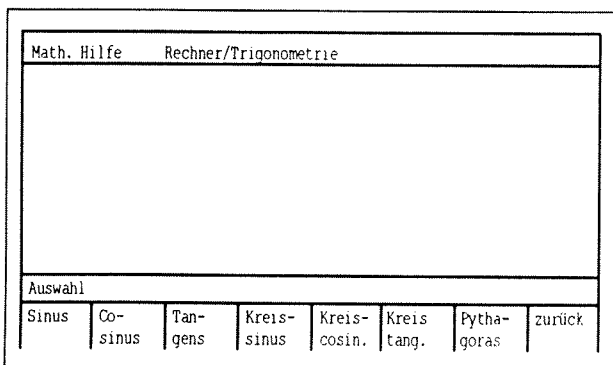 Math. Hilfe Rechner/Trigonometrie
Auswahl
Sinus Co- Tan- Kreis- Kreis- Kreis Pytha- zurück
sinus gens sinus cosin. tang. goras